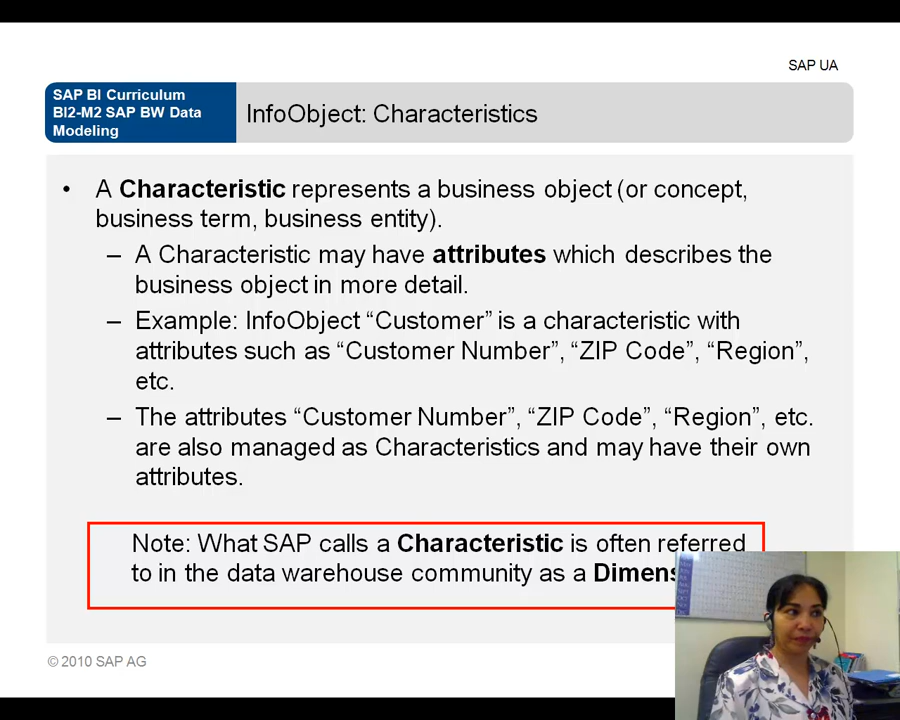 SAP UA
SAP BI Curriculum
BI2-M2 SAP BW Data
Modeling
InfoObject: Characteristics
• A Characteristic represents a business object (or concept,
business term, business entity).
– A Characteristic may have attributes which describes the
business object in more detail.
– Example: InfoObject “Customer” is a characteristic with
attributes such as “Customer Number”, “ZIP Code”, “Region”,
etc.
– The attributes “Customer Number”, “ZIP Code”, “Region”, etc.
are also managed as Characteristics and may have their own
attributes.
Note: What SAP calls a Characteristic is often referred
to in the data warehouse community as a
© 2010 SAP AG